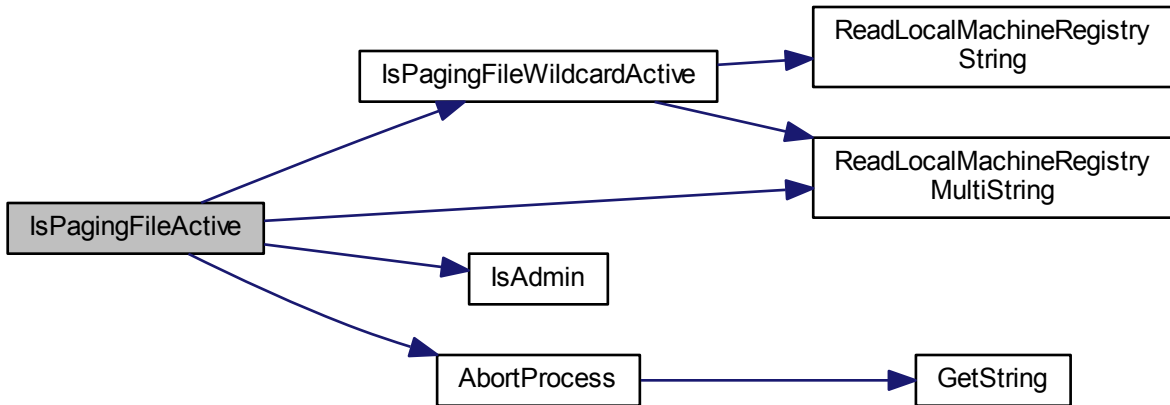 ReadLocalMachineRegistry
String
IsPagingFileWildcardActive
ReadLocalMachineRegistry
MultiString
IsPagingFileActive
IsAdmin
AbortProcess
GetString